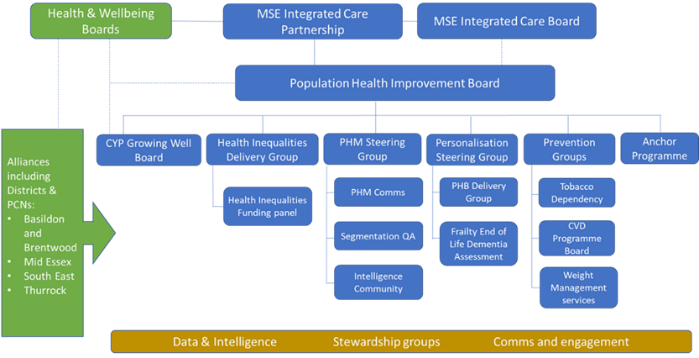 Health & Wellbeing
Boards
MSE Integrated Care
Partnership
MSE Integrated Care Board
Population Health Improvement Board
CYP Growing Well
Board
Health Inequalities
Delivery Group
PHM Steering
Group
Personalisation
Steering Group
Prevention
Groups
Anchor
Programme
Alliances
including
Districts &
PCNs:
• Basildon
and
Brentwood
• Mid Essex
• South East
• Thurrock
Health Inequalities
Funding panel
PHM Comms
Segmentation QA
Intelligence
Community
PHB Delivery
Group
Frailty End of
Life Dementia
Assessment
Tobacco
Dependency
CVD
Programme
Board
Weight
Management
services
Data & Intelligence
Stewardship groups
Comms and engagement